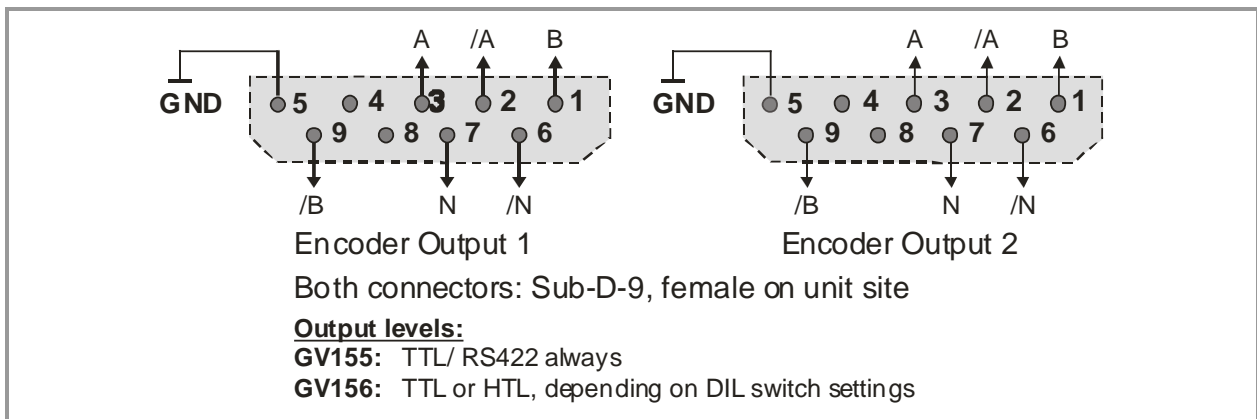 A /A B A /A B
GND 5 4 3 2 1 GND 5 4 3 2 1
9 8 7 6 9 8 7 6
/B N /N /B N /N
Encoder Output 1 Encoder Output 2
Both connectors: Sub-D-9, female on unit site
Output levels:
GV155: TTL/ RS422 always
GV156: TTL or HTL, depending on DIL switch settings